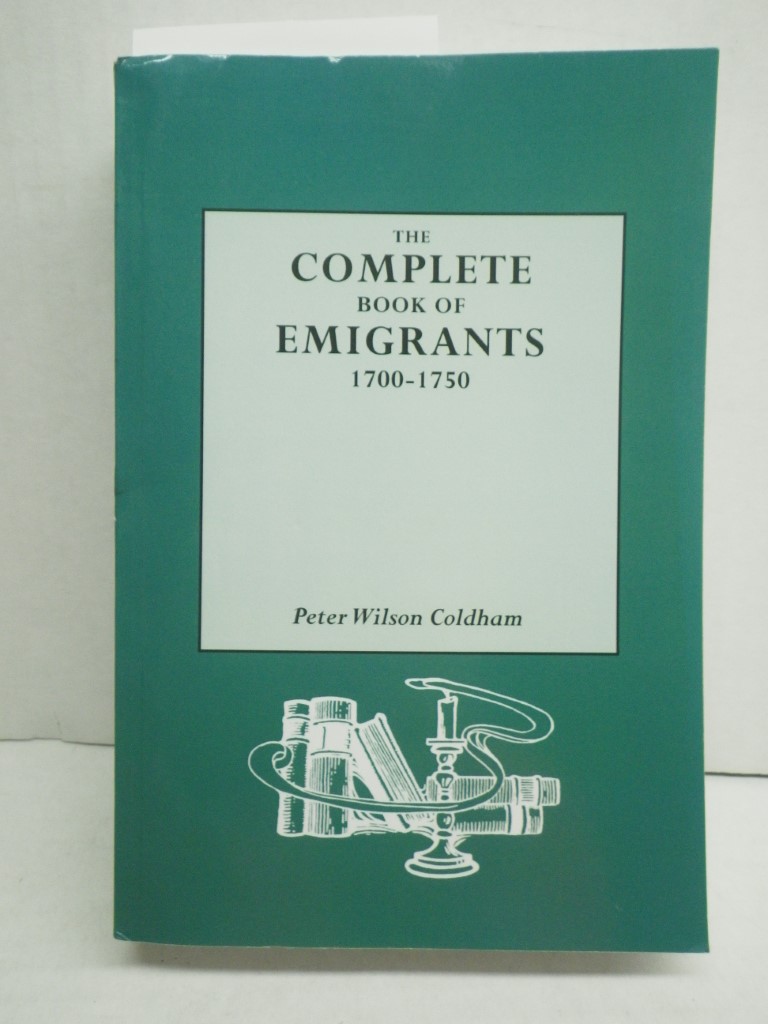 THE
COMPLETE
BOOK OF
EMIGRANTS
1700-1750
Peter Wilson Coldham